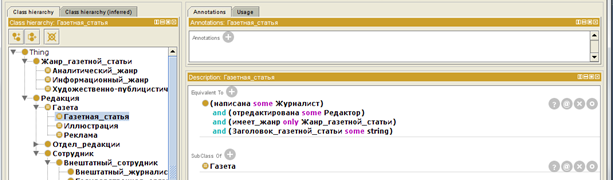 Class hierarchy
Class hierarchy (inferred)
Class hierarchy: Газетная_статья
Thing
Жанр_газетной_статьи
Аналитический_жанр
Информационный_жанр
Художественно-публицистич
Редакция
Газета
Газетная_статья
Иллюстрация
Реклама
Отдел_редакции
Сотрудник
Внештатный_сотрудник
Внештатный_журналис
Annotations
Usage
Annotations: Газетная_статья
Annotations
Description: Газетная_статья
Equivalent To
(написана some Журналист)
and (отредактирована some Редактор)
and (имеет_жанр only Жанр_газетной_статьи)
and (Заголовок_газетной_статьи some string)
SubClass Of
Газета